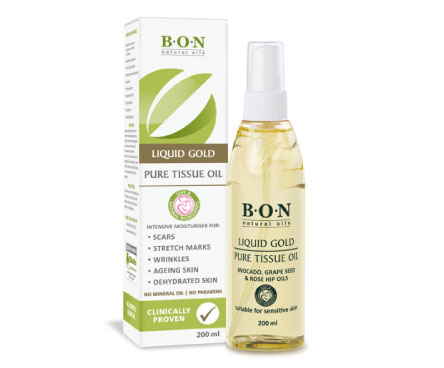 B•O•N
natural oils
LIQUID GOLD
PURE TISSUE OIL
INTENSIVE MOISTURISER FOR:
• SCARS
• STRETCH MARKS
• WRINKLES
• AGEING SKIN
• DEHYDRATED SKIN
NO MINERAL OIL | NO PARABENS
CLINICALLY
PROVEN
200 ml
B•O•N
natural oils
LIQUID GOLD
PURE TISSUE OIL
AVOCADO, GRAPE SEED
& ROSE HIP OILS
suitable for sensitive skin
200 ml